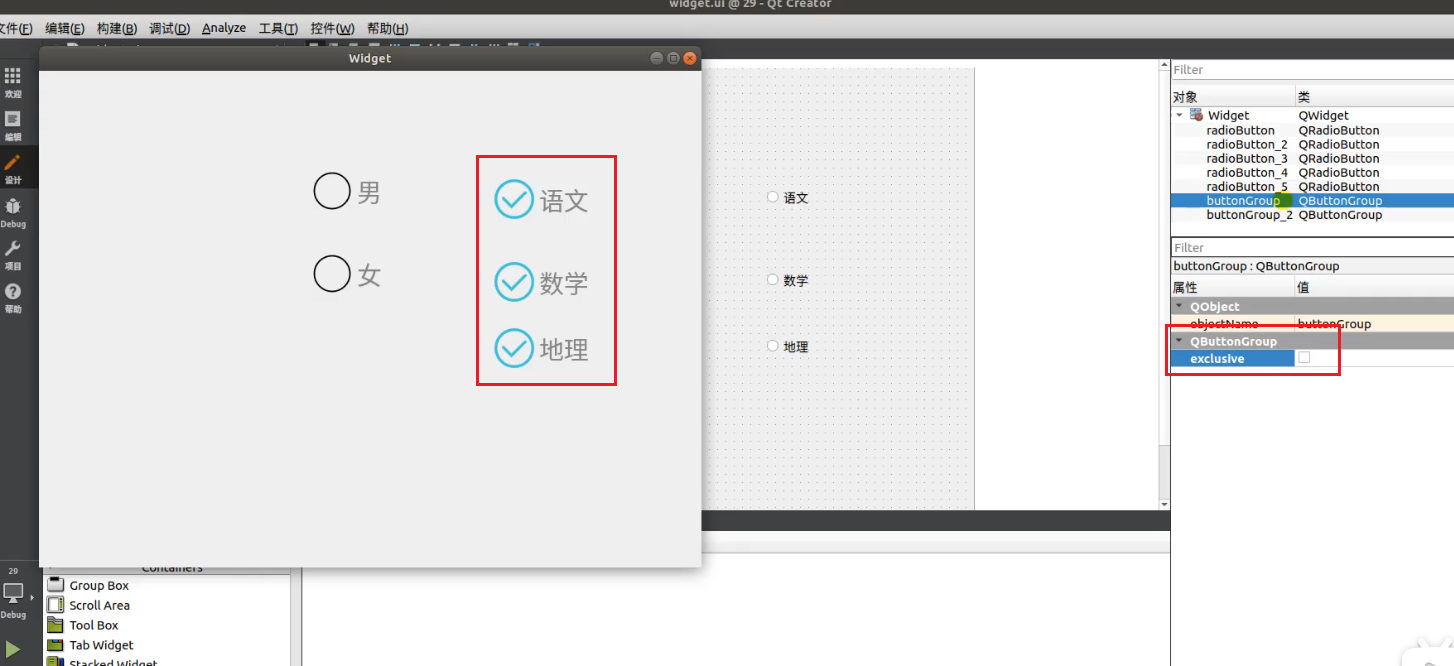 widget.ui @ 29 - Qt Creator
文件(F) 编辑(E) 构建(B) 调试(D) Analyze 工具(T) 控件(W) 帮助(H)
Widget
欢迎
编辑
设计
Debug
项目
帮助
29
Debug
男
女
语文
数学
地理
语文
数学
地理
Containers
Group Box
Scroll Area
Tool Box
Tab Widget
Stacked Widget
Filter
对象 类
Widget QWidget
radioButton QRadioButton
radioButton_2 QRadioButton
radioButton_3 QRadioButton
radioButton_4 QRadioButton
radioButton_5 QRadioButton
buttonGroup QButtonGroup
buttonGroup_2 QButtonGroup
Filter
buttonGroup : QButtonGroup
属性 值
QObject
objectName buttonGroup
QButtonGroup
exclusive